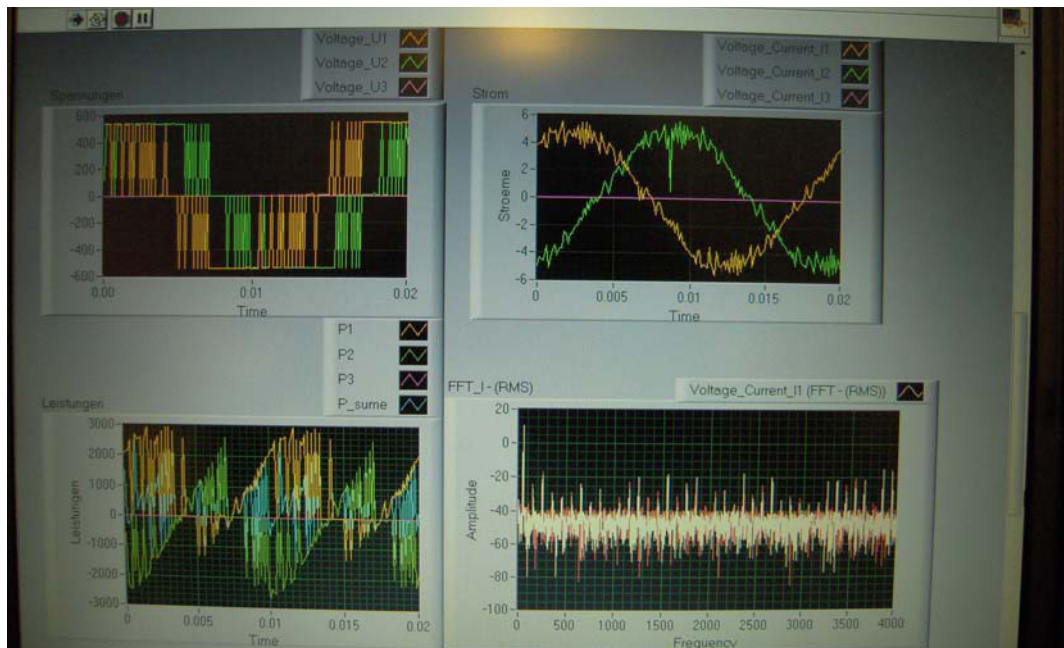 Voltage_U1
Voltage_U2
Voltage_U3
Spannungen
600
400
200
0
-200
-400
-600
0.00
0.01
0.02
Time
Voltage_Current_I1
Voltage_Current_I2
Voltage_Current_I3
Strom
Stroeme
6
4
2
0
-2
-4
-6
0
0.005
0.01
0.015
0.02
Time
P1
P2
P3
P_sume
Leistungen
Leistungen
3000
2000
1000
0
-1000
-2000
-3000
0
0.005
0.01
0.015
0.02
Time
FFT_I - (RMS)
Voltage_Current_I1 (FFT - (RMS))
Amplitude
20
0
-20
-40
-60
-80
-100
0
500
1000
1500
2000
2500
3000
3500
4000
Frequency